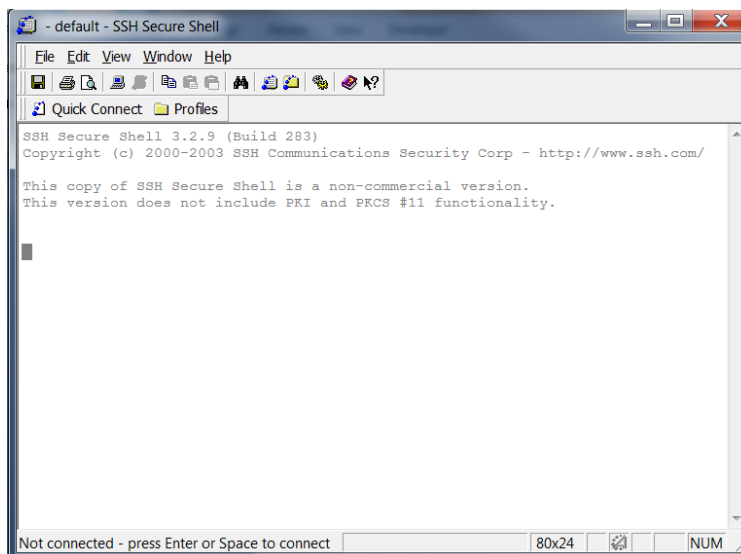 - default - SSH Secure Shell
File Edit View Window Help
Quick Connect Profiles
SSH Secure Shell 3.2.9 (Build 283)
Copyright (c) 2000-2003 SSH Communications Security Corp - http://www.ssh.com/
This copy of SSH Secure Shell is a non-commercial version.
This version does not include PKI and PKCS #11 functionality.
Not connected - press Enter or Space to connect 80x24 NUM